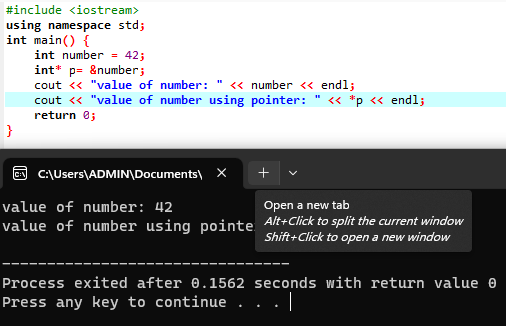 #include <iostream>
using namespace std;
int main() {
    int number = 42;
    int* p= &number;
    cout << "value of number: " << number << endl;
    cout << "value of number using pointer: " << *p << endl;
    return 0;
}
C:\Users\ADMIN\Documents\
Open a new tab
Alt+Click to split the current window
Shift+Click to open a new window
value of number: 42
value of number using pointe
--------------------------------
Process exited after 0.1562 seconds with return value 0
Press any key to continue . . .